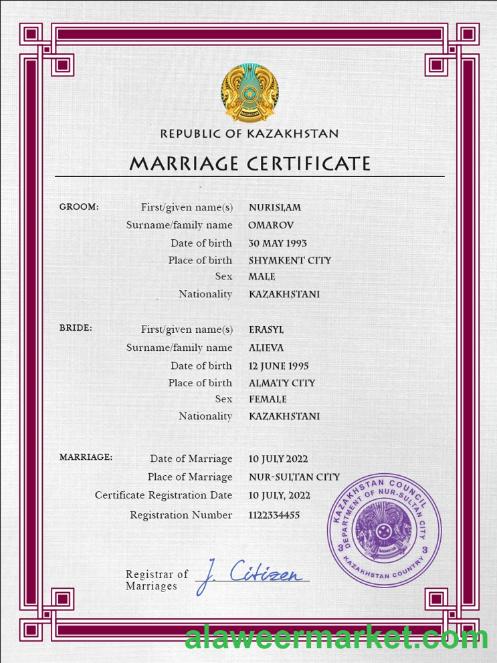 REPUBLIC OF KAZAKHSTAN
MARRIAGE CERTIFICATE
GROOM: First/given name(s) NURISLAM
Surname/family name OMAROV
Date of birth 30 MAY 1993
Place of birth SHYMKENT CITY
Sex MALE
Nationality KAZAKHSTANI
BRIDE: First/given name(s) ERASYL
Surname/family name ALIEVA
Date of birth 12 JUNE 1995
Place of birth ALMATY CITY
Sex FEMALE
Nationality KAZAKHSTANI
MARRIAGE: Date of Marriage 10 JULY 2022
Place of Marriage NUR-SULTAN CITY
Certificate Registration Date 10 JULY, 2022
Registration Number 1122334455
KAZAKHSTAN COUNCIL
DEPARTMENT OF NUR-SULTAN CITY
3 3
KAZAKHSTAN COUNTRY
Registrar of
Marriages
J. Citizen
alaweermarket.com